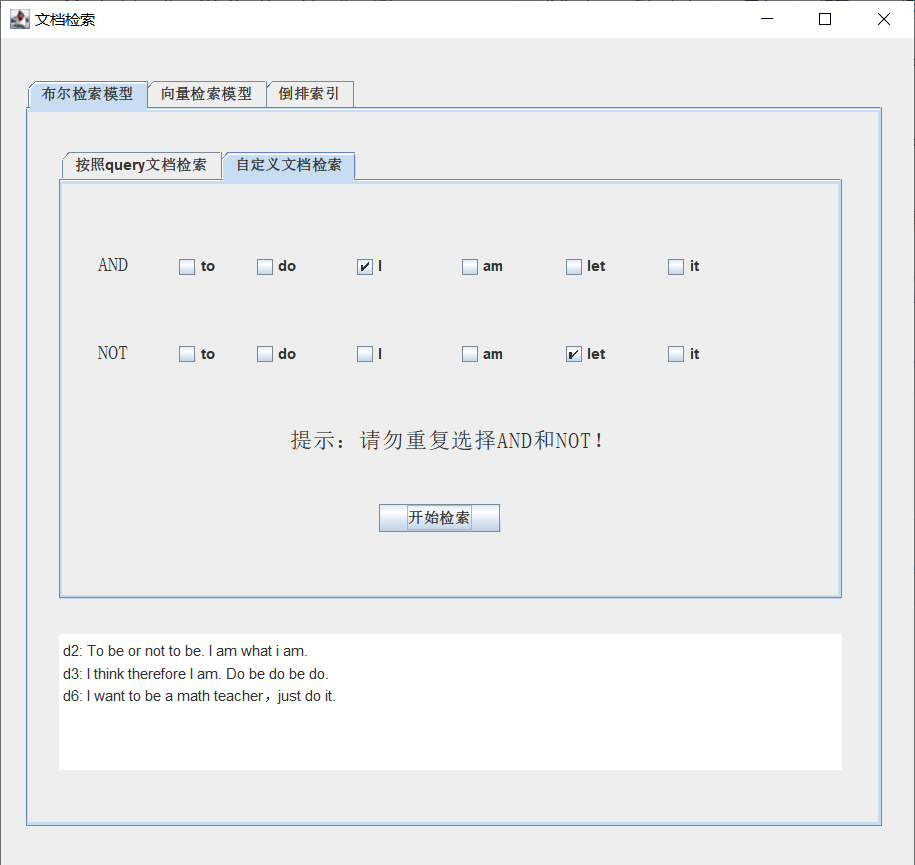 文档检索
布尔检索模型 向量检索模型 倒排索引
按照query文档检索 自定义文档检索
AND to do I am let it
NOT to do I am let it
提示：请勿重复选择AND和NOT！
开始检索
d2: To be or not to be. I am what i am.
d3: I think therefore I am. Do be do be do.
d6: I want to be a math teacher，just do it.